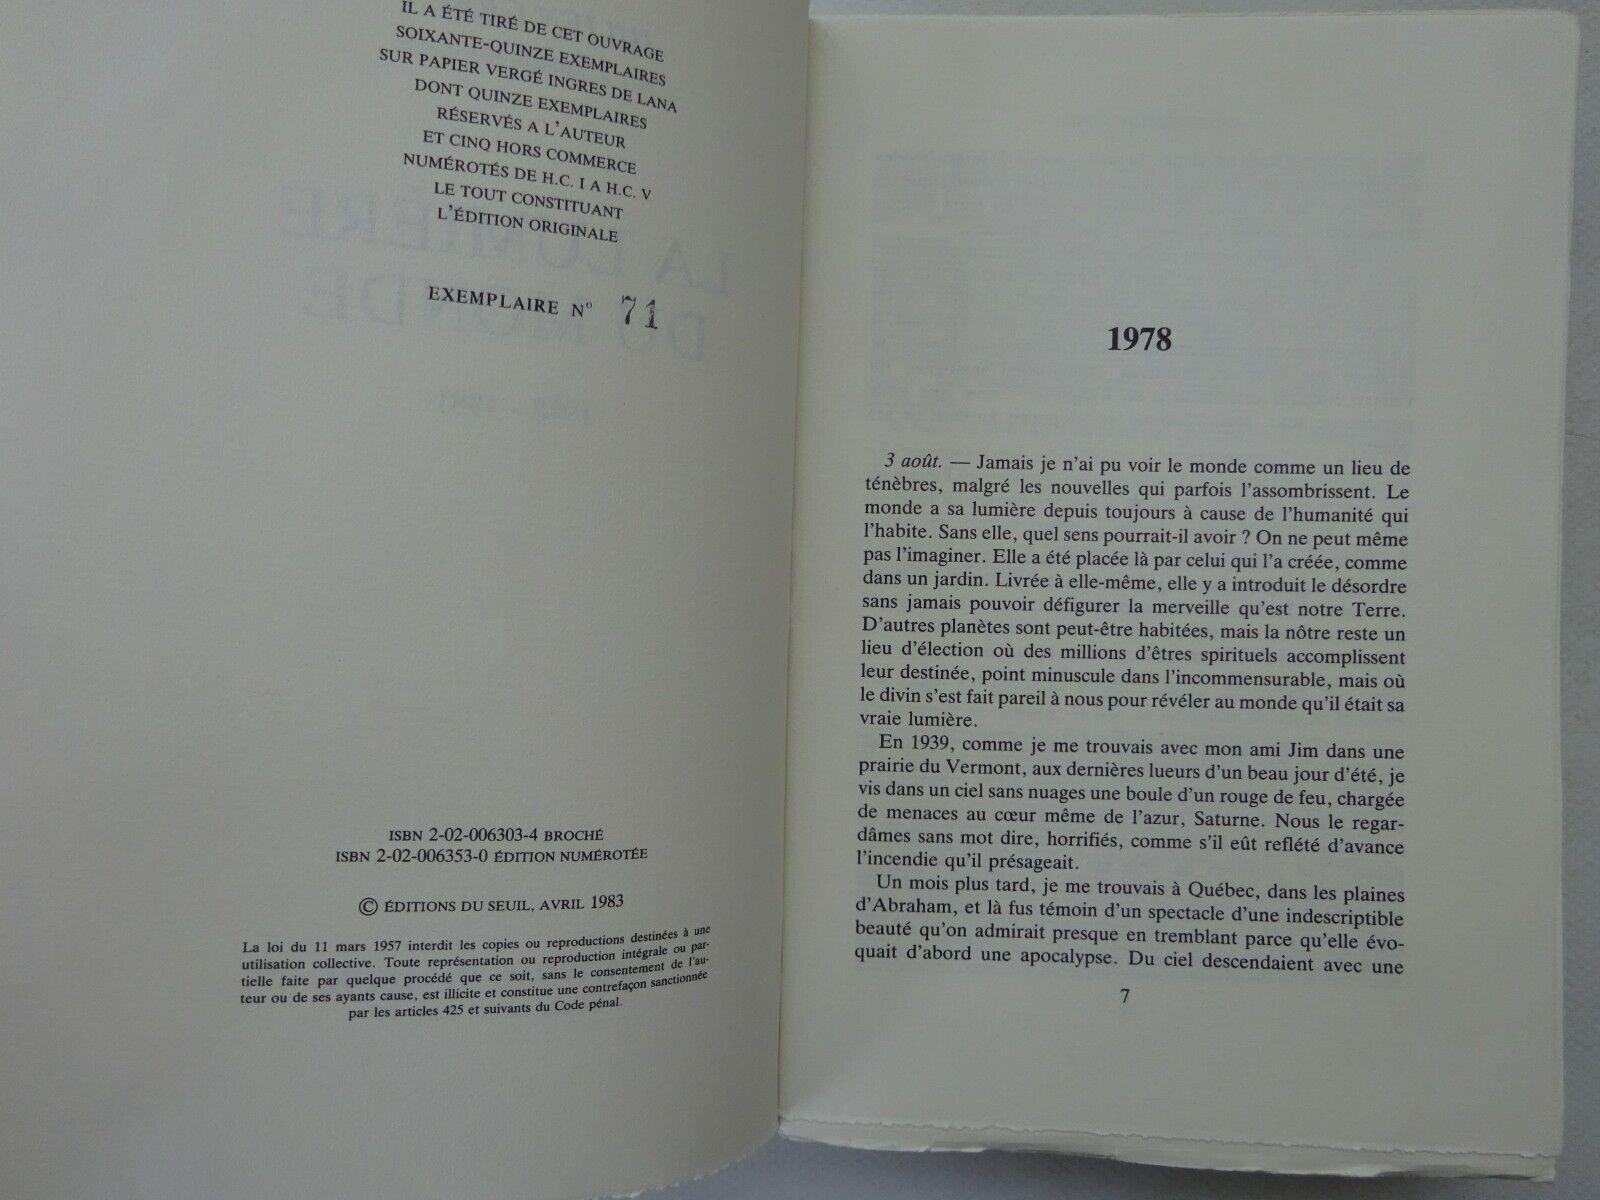 IL A ÉTÉ TIRÉ DE CET OUVRAGE
SOIXANTE-QUINZE EXEMPLAIRES
SUR PAPIER VERGÉ INGRES DE LANA
DONT QUINZE EXEMPLAIRES
RÉSERVÉS A L'AUTEUR
ET CINQ HORS COMMERCE
NUMÉROTÉS DE H.C. I A H.C. V
LE TOUT CONSTITUANT
L'ÉDITION ORIGINALE
EXEMPLAIRE N° 71
ISBN 2-02-006303-4 BROCHÉ
ISBN 2-02-006353-0 ÉDITION NUMÉROTÉE
© ÉDITIONS DU SEUIL, AVRIL 1983
La loi du 11 mars 1957 interdit les copies ou reproductions destinées à une
utilisation collective. Toute représentation ou reproduction intégrale ou par-
tielle faite par quelque procédé que ce soit, sans le consentement de l'au-
teur ou de ses ayants cause, est illicite et constitue une contrefaçon sanctionnée
par les articles 425 et suivants du Code pénal.
1978
3 août. — Jamais je n'ai pu voir le monde comme un lieu de
ténèbres, malgré les nouvelles qui parfois l'assombrissent. Le
monde a sa lumière depuis toujours à cause de l'humanité qui
l'habite. Sans elle, quel sens pourrait-il avoir ? On ne peut même
pas l'imaginer. Elle a été placée là par celui qui l'a créée, comme
dans un jardin. Livrée à elle-même, elle y a introduit le désordre
sans jamais pouvoir défigurer la merveille qu'est notre Terre.
D'autres planètes sont peut-être habitées, mais la nôtre reste un
lieu d'élection où des millions d'êtres spirituels accomplissent
leur destinée, point minuscule dans l'incommensurable, mais où
le divin s'est fait pareil à nous pour révéler au monde qu'il était sa
vraie lumière.
En 1939, comme je me trouvais avec mon ami Jim dans une
prairie du Vermont, aux dernières lueurs d'un beau jour d'été, je
vis dans un ciel sans nuages une boule d'un rouge de feu, chargée
de menaces au cœur même de l'azur, Saturne. Nous le regar-
dâmes sans mot dire, horrifiés, comme s'il eût reflété d'avance
l'incendie qu'il présageait.
Un mois plus tard, je me trouvais à Québec, dans les plaines
d'Abraham, et là fus témoin d'un spectacle d'une indescriptible
beauté qu'on admirait presque en tremblant parce qu'elle évo-
quait d'abord une apocalypse. Du ciel descendaient avec une
7